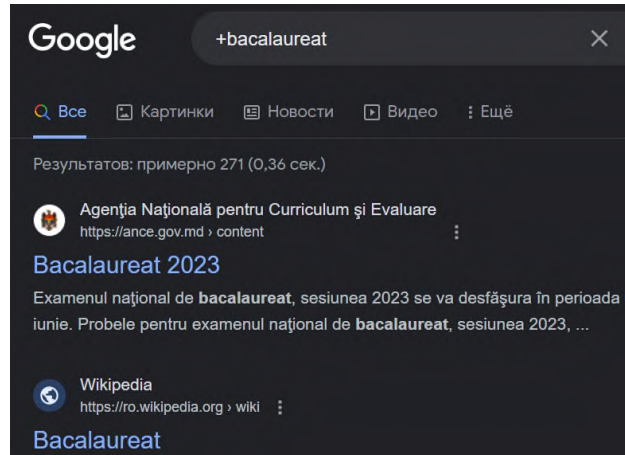 Google
+bacalaureat
Все Картинки Новости Видео Ещё
Результатов: примерно 271 (0,36 сек.)
Agenția Națională pentru Curriculum şi Evaluare
https://ance.gov.md › content
Bacalaureat 2023
Examenul naţional de bacalaureat, sesiunea 2023 se va desfăşura în perioada
iunie. Probele pentru examenul naţional de bacalaureat, sesiunea 2023, ...
Wikipedia
https://ro.wikipedia.org › wiki
Bacalaureat